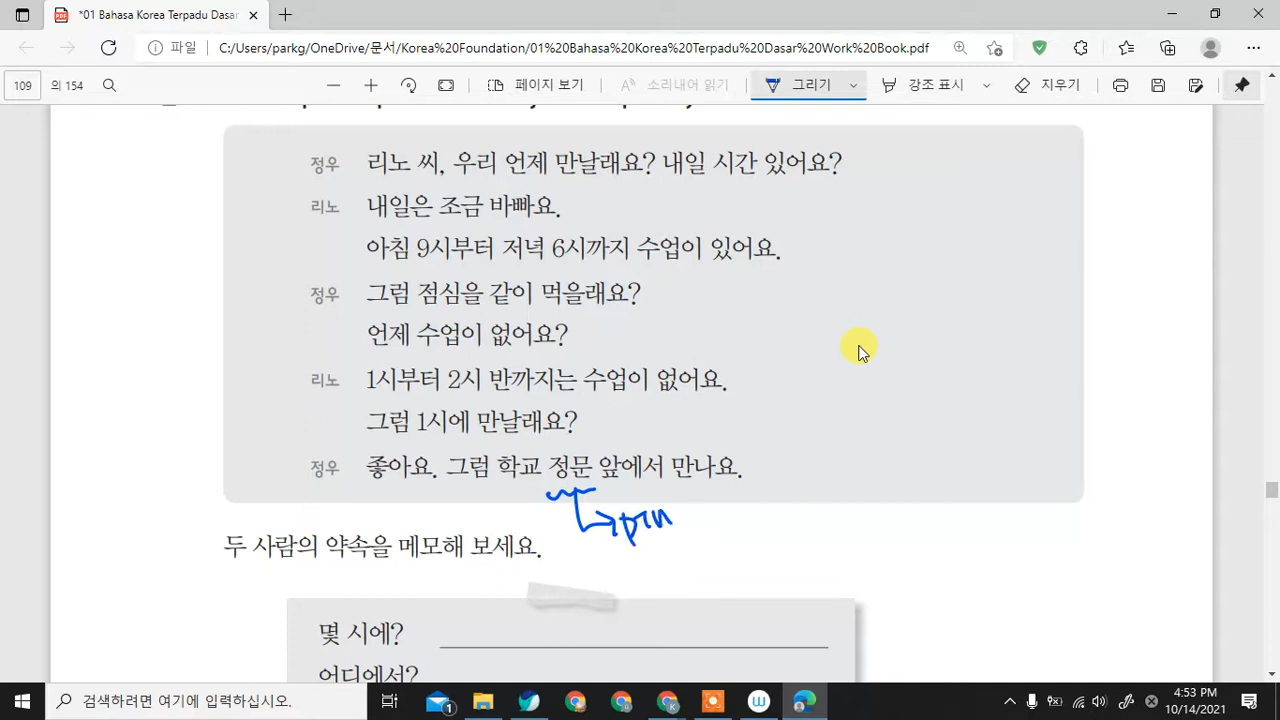 *01 Bahasa Korea Terpadu Dasar
파일 C:/Users/parkg/OneDrive/문서/Korea%20Foundation/01%20Bahasa%20Korea%20Terpadu%20Dasar%20Work%20Book.pdf
109 의 154 페이지 보기 소리내어 읽기 그리기 강조 표시 지우기
정우 리노 씨, 우리 언제 만날래요? 내일 시간 있어요?
리노 내일은 조금 바빠요.
아침 9시부터 저녁 6시까지 수업이 있어요.
정우 그럼 점심을 같이 먹을래요?
언제 수업이 없어요?
리노 1시부터 2시 반까지는 수업이 없어요.
그럼 1시에 만날래요?
정우 좋아요. 그럼 학교 정문 앞에서 만나요.
두 사람의 약속을 메모해 보세요.
몇 시에?
어디에서?
검색하려면 여기에 입력하십시오.
4:53 PM
10/14/2021